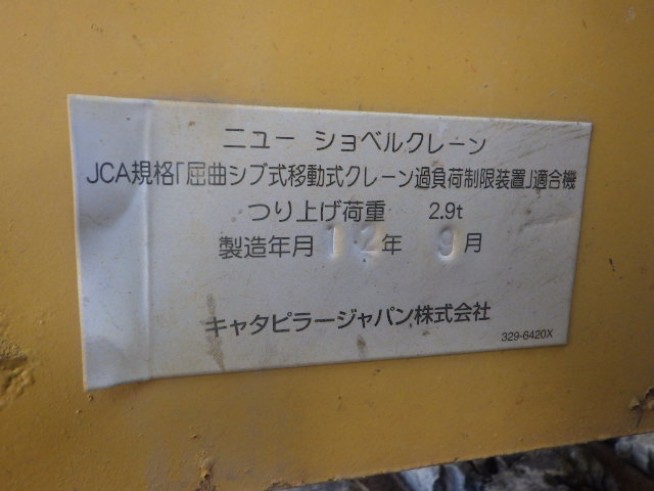 ニュー ショベルクレーン
JCA規格｢屈曲ジブ式移動式クレーン過負荷制限装置｣適合機
つり上げ荷重 2.9t
製造年月 12年 9月
キャタピラージャパン株式会社
329-6420X